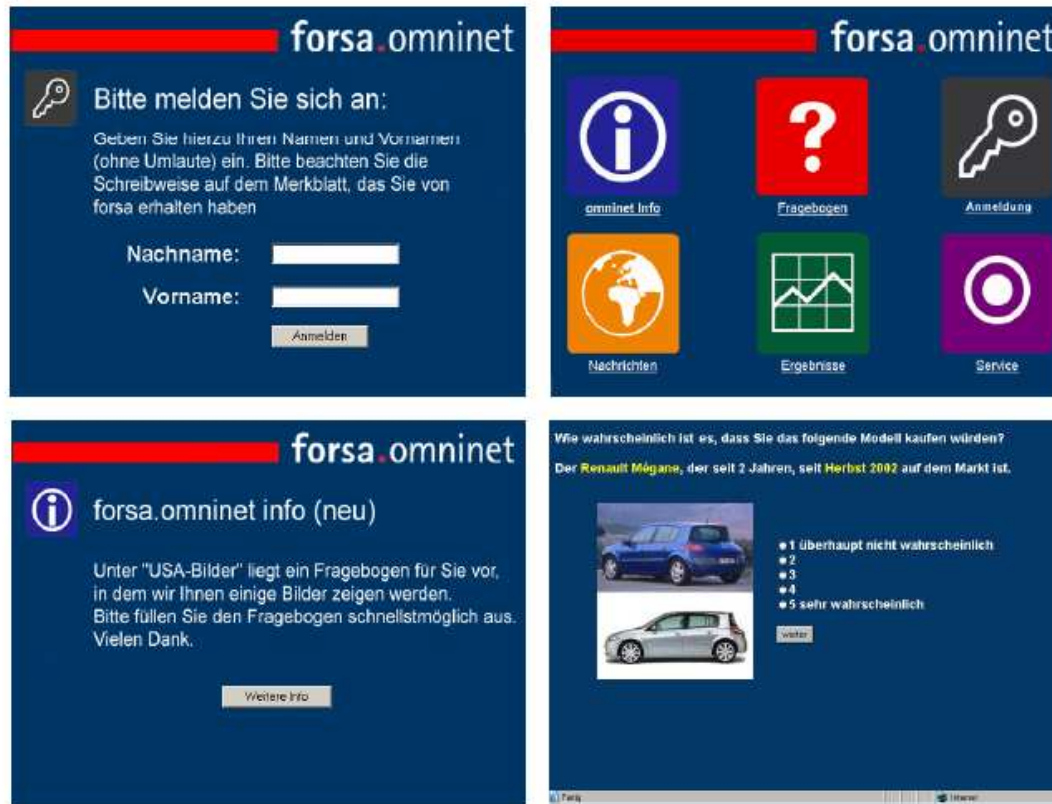 forsa.omninet
Bitte melden Sie sich an:
Geben Sie hierzu Ihren Namen und Vornamen
(ohne Umlaute) ein. Bitte beachten Sie die
Schreibweise auf dem Merkblatt, das Sie von
forsa erhalten haben
Nachname:
Vorname:
Anmelden
forsa.omninet
omninet Info
Fragebogen
Anmeldung
Nachrichten
Ergebnisse
Service
forsa.omninet
forsa.omninet info (neu)
Unter "USA-Bilder" liegt ein Fragebogen für Sie vor,
in dem wir Ihnen einige Bilder zeigen werden.
Bitte füllen Sie den Fragebogen schnellstmöglich aus.
Vielen Dank.
Weitere Info
Wie wahrscheinlich ist es, dass Sie das folgende Modell kaufen würden?
Der Renault Mégane, der seit 2 Jahren, seit Herbst 2002 auf dem Markt ist.
1 überhaupt nicht wahrscheinlich
2
3
4
5 sehr wahrscheinlich
weiter
Fertig
Internet